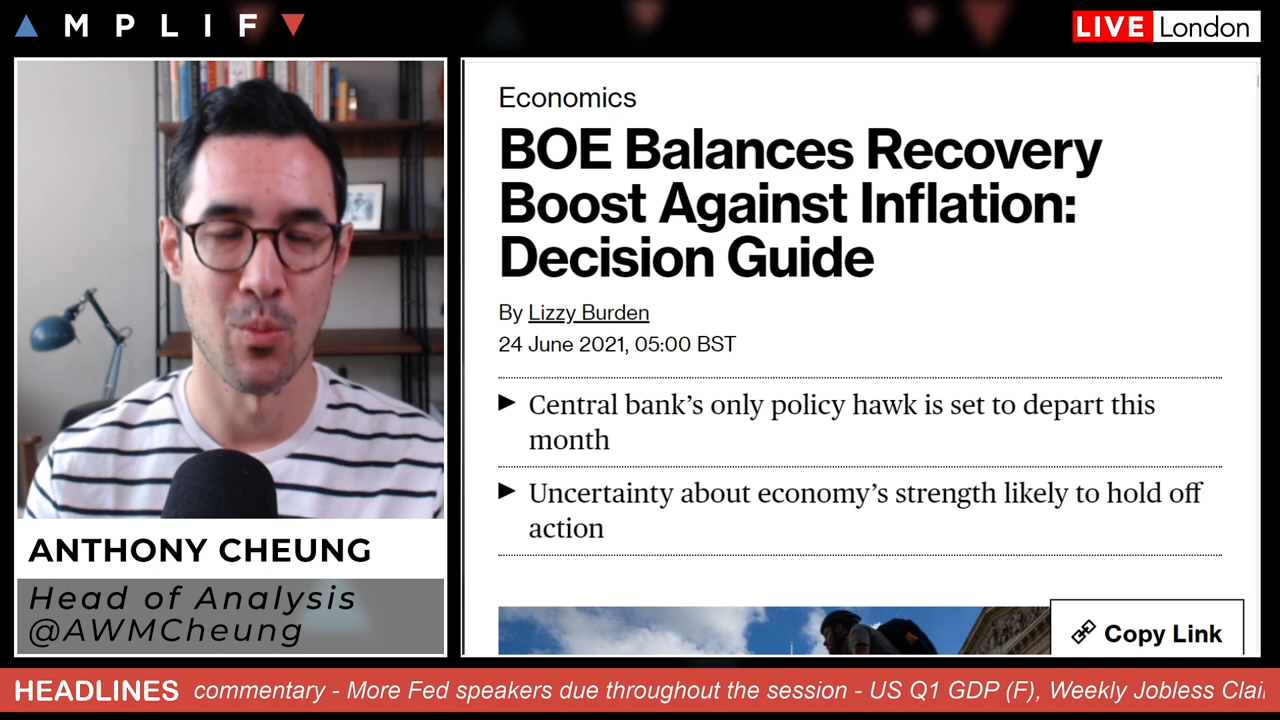 AMPLIFY
LIVE London
ANTHONY CHEUNG
Head of Analysis
@AWMCheung
Economics
BOE Balances Recovery
Boost Against Inflation:
Decision Guide
By Lizzy Burden
24 June 2021, 05:00 BST
▶ Central bank’s only policy hawk is set to depart this
month
▶ Uncertainty about economy’s strength likely to hold off
action
Copy Link
HEADLINES commentary - More Fed speakers due throughout the session - US Q1 GDP (F), Weekly Jobless